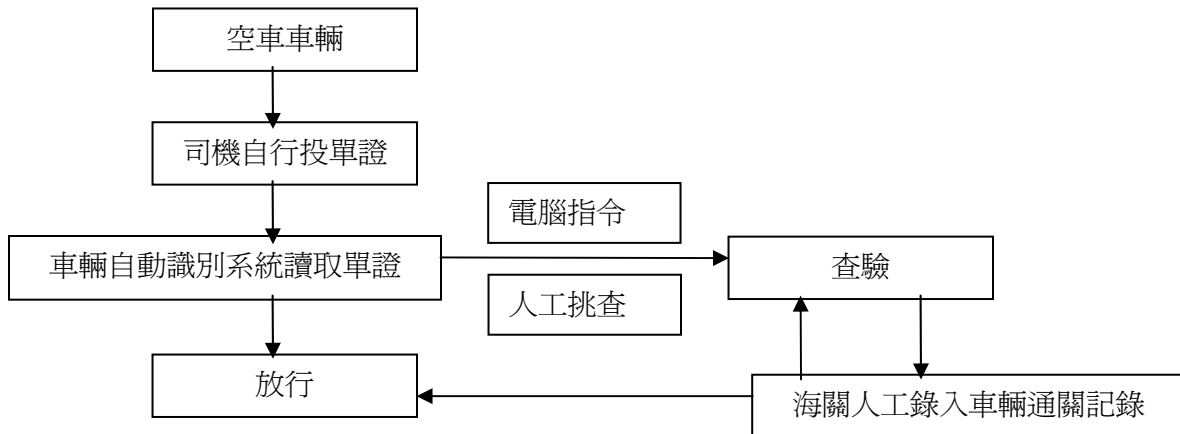 空車車輛
司機自行投單證
電腦指令
車輛自動識別系統讀取單證
查驗
人工挑查
放行
海關人工錄入車輛通關記錄